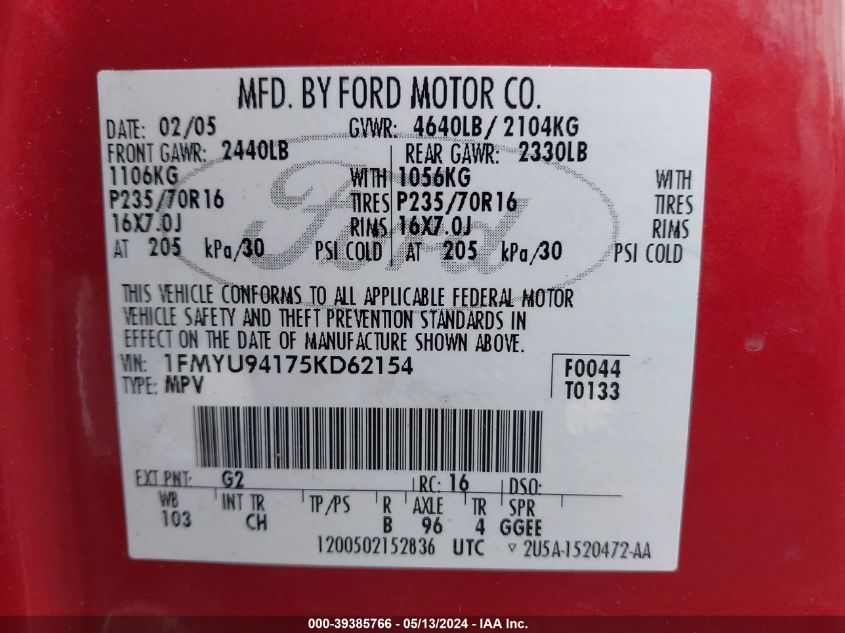 MFD. BY FORD MOTOR CO.
DATE: 02/05 GVWR: 4640LB/ 2104KG
FRONT GAWR: 2440LB REAR GAWR: 2330LB
1106KG WITH 1056KG WITH
P235/70R16 TIRES P235/70R16 TIRES
16X7.0J RIMS 16X7.0J RIMS
AT 205 kPa/30 PSI COLD AT 205 kPa/30 PSI COLD
Ford
THIS VEHICLE CONFORMS TO ALL APPLICABLE FEDERAL MOTOR
VEHICLE SAFETY AND THEFT PREVENTION STANDARDS IN
EFFECT ON THE DATE OF MANUFACTURE SHOWN ABOVE.
VIN: 1FMYU94175KD62154 F0044
TYPE: MPV T0133
EXT PNT: G2 RC: 16 DSO:
WB INT TR TP/PS R AXLE TR SPR
103 CH B 96 4 GGEE
1200502152836 UTC ▽ 2U5A-1520472-AA
000-39385766 - 05/13/2024 - IAA Inc.